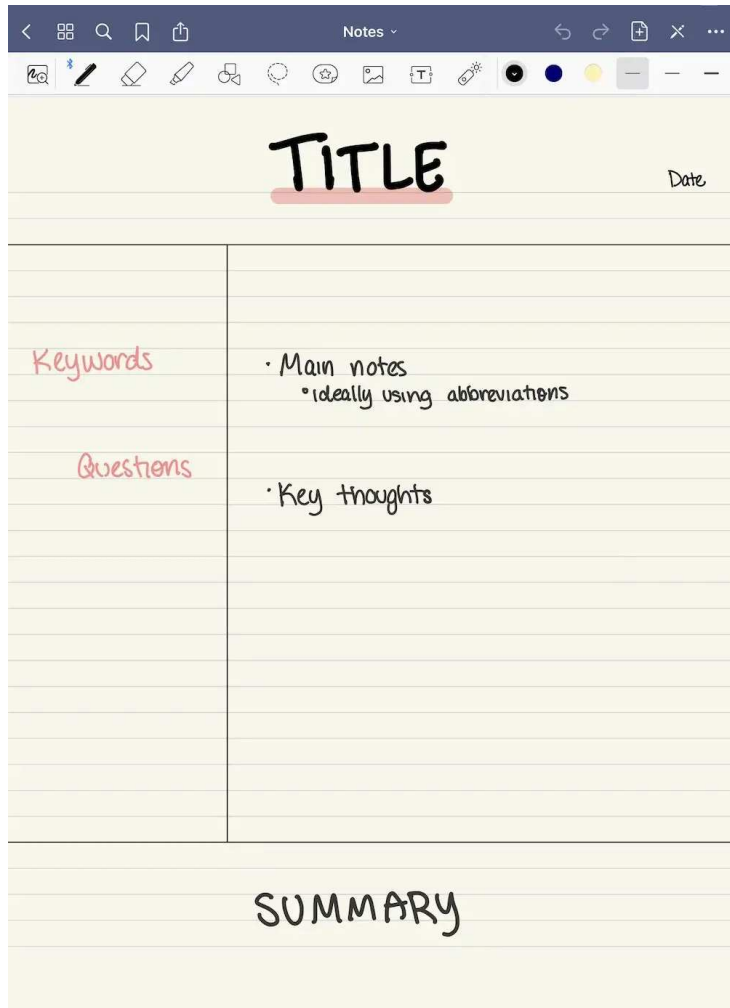 Notes
T
TITLE
Date
Keywords
• Main notes
• ideally using abbreviations
Questions
• Key thoughts
SUMMARY